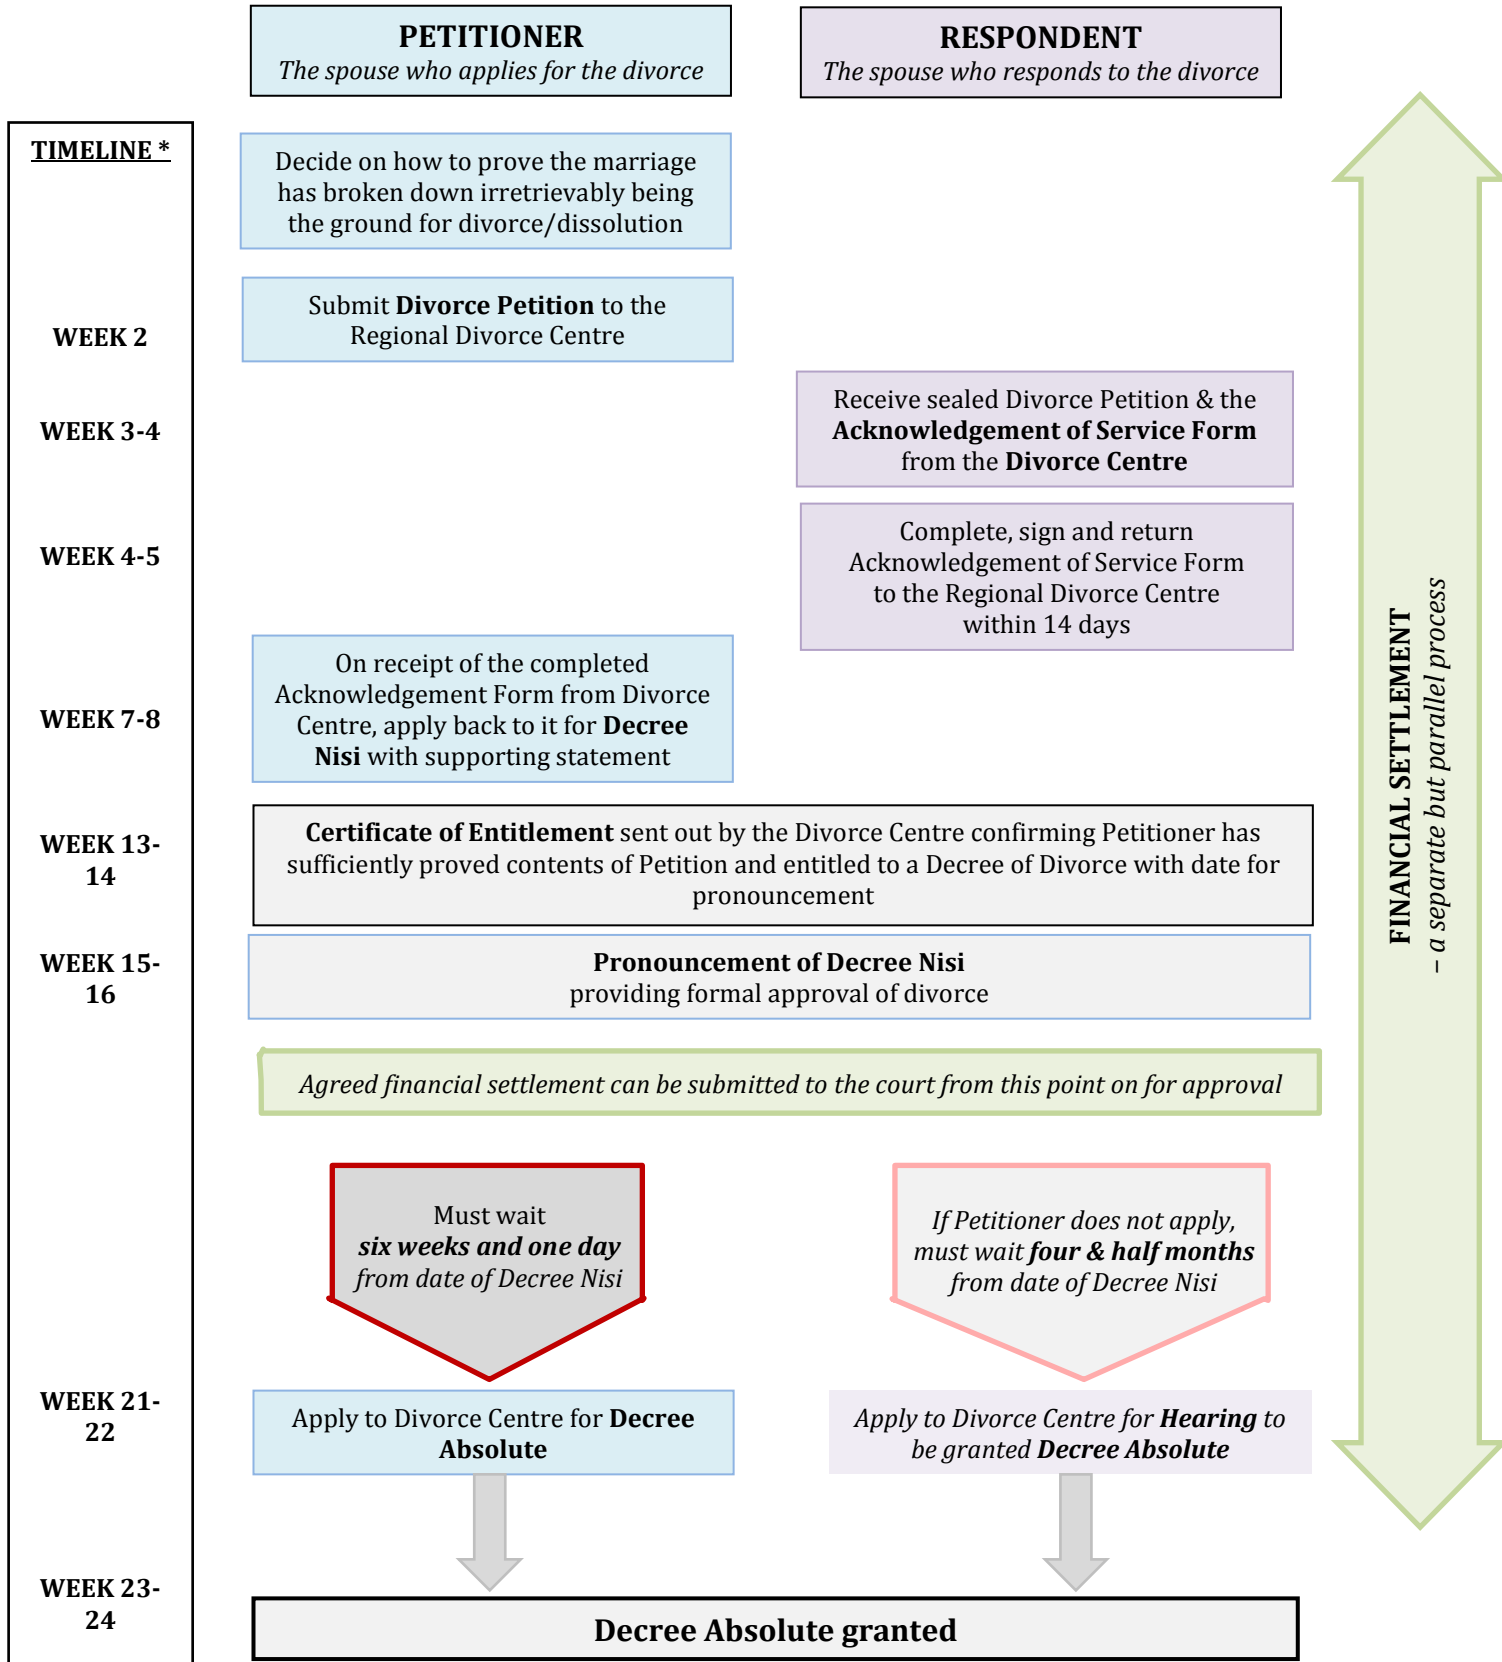 PETITIONER
The spouse who applies for the divorce
RESPONDENT
The spouse who responds to the divorce
TIMELINE *
Decide on how to prove the marriage
has broken down irretrievably being
the ground for divorce/dissolution
WEEK 2
Submit Divorce Petition to the
Regional Divorce Centre
WEEK 3-4
Receive sealed Divorce Petition & the
Acknowledgement of Service Form
from the Divorce Centre
WEEK 4-5
Complete, sign and return
Acknowledgement of Service Form
to the Regional Divorce Centre
within 14 days
WEEK 7-8
On receipt of the completed
Acknowledgement Form from Divorce
Centre, apply back to it for Decree
Nisi with supporting statement
WEEK 13-
14
Certificate of Entitlement sent out by the Divorce Centre confirming Petitioner has
sufficiently proved contents of Petition and entitled to a Decree of Divorce with date for
pronouncement
WEEK 15-
16
Pronouncement of Decree Nisi
providing formal approval of divorce
Agreed financial settlement can be submitted to the court from this point on for approval
Must wait
six weeks and one day
from date of Decree Nisi
If Petitioner does not apply,
must wait four & half months
from date of Decree Nisi
WEEK 21-
22
Apply to Divorce Centre for Decree
Absolute
Apply to Divorce Centre for Hearing to
be granted Decree Absolute
WEEK 23-
24
Decree Absolute granted
FINANCIAL SETTLEMENT
– a separate but parallel process